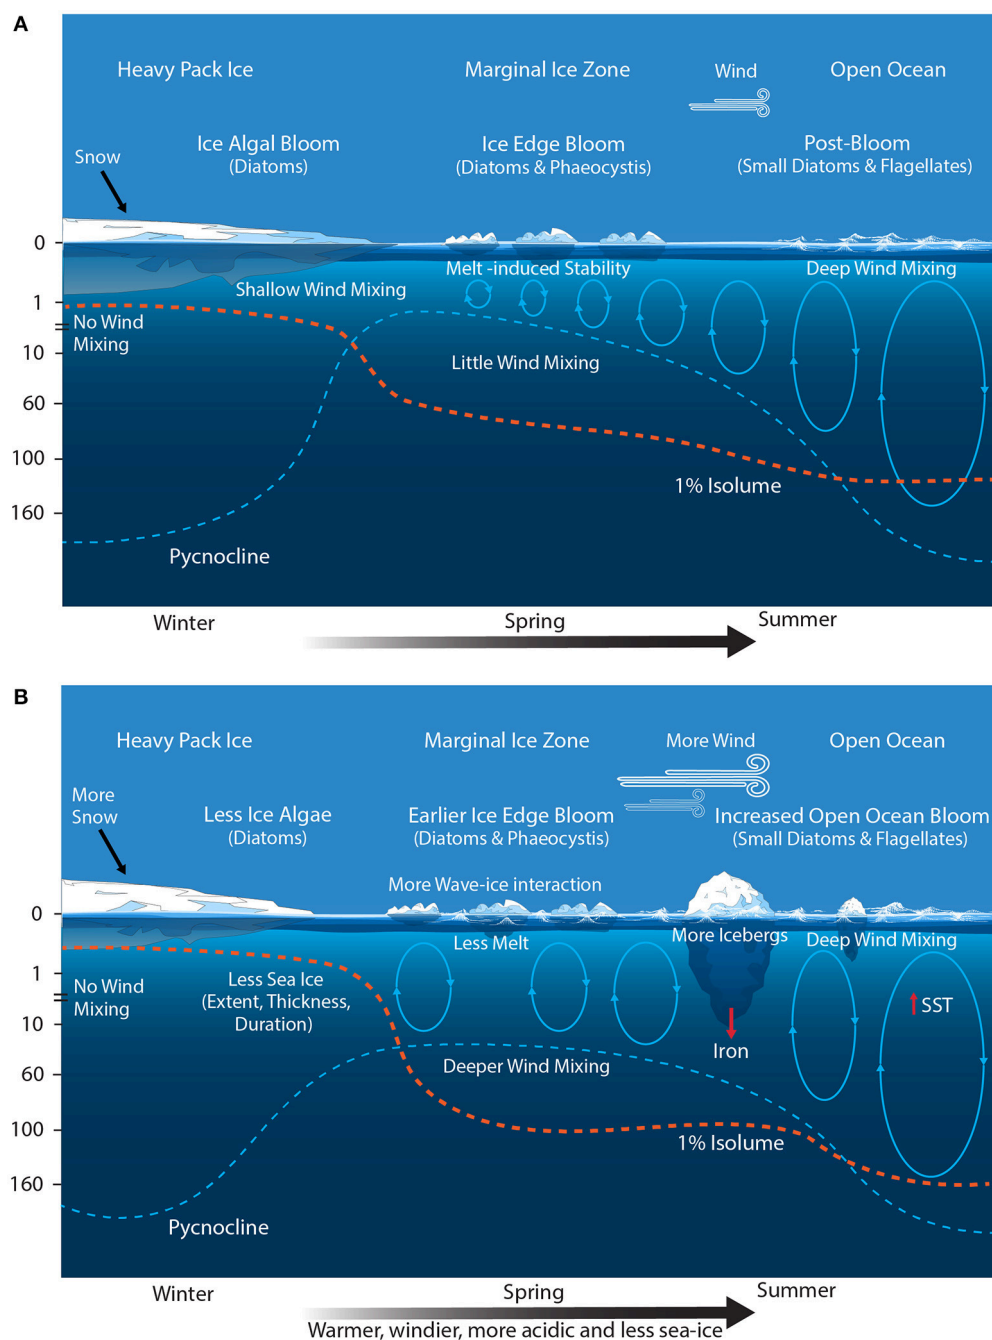 A
Heavy Pack Ice
Marginal Ice Zone
Wind
Open Ocean
Snow
Ice Algal Bloom
(Diatoms)
Ice Edge Bloom
(Diatoms & Phaeocystis)
Post-Bloom
(Small Diatoms & Flagellates)
0
Melt -induced Stability
Deep Wind Mixing
Shallow Wind Mixing
1
No Wind
Mixing
10
Little Wind Mixing
60
100
1% Isolume
160
Pycnocline
Winter
Spring
Summer
B
Heavy Pack Ice
Marginal Ice Zone
More Wind
Open Ocean
More
Snow
Less Ice Algae
(Diatoms)
Earlier Ice Edge Bloom
(Diatoms & Phaeocystis)
Increased Open Ocean Bloom
(Small Diatoms & Flagellates)
More Wave-ice interaction
0
Less Melt
More Icebergs
Deep Wind Mixing
1
No Wind
Mixing
Less Sea Ice
(Extent, Thickness,
Duration)
SST
10
Iron
60
Deeper Wind Mixing
100
1% Isolume
160
Pycnocline
Winter
Spring
Summer
Warmer, windier, more acidic and less sea-ice